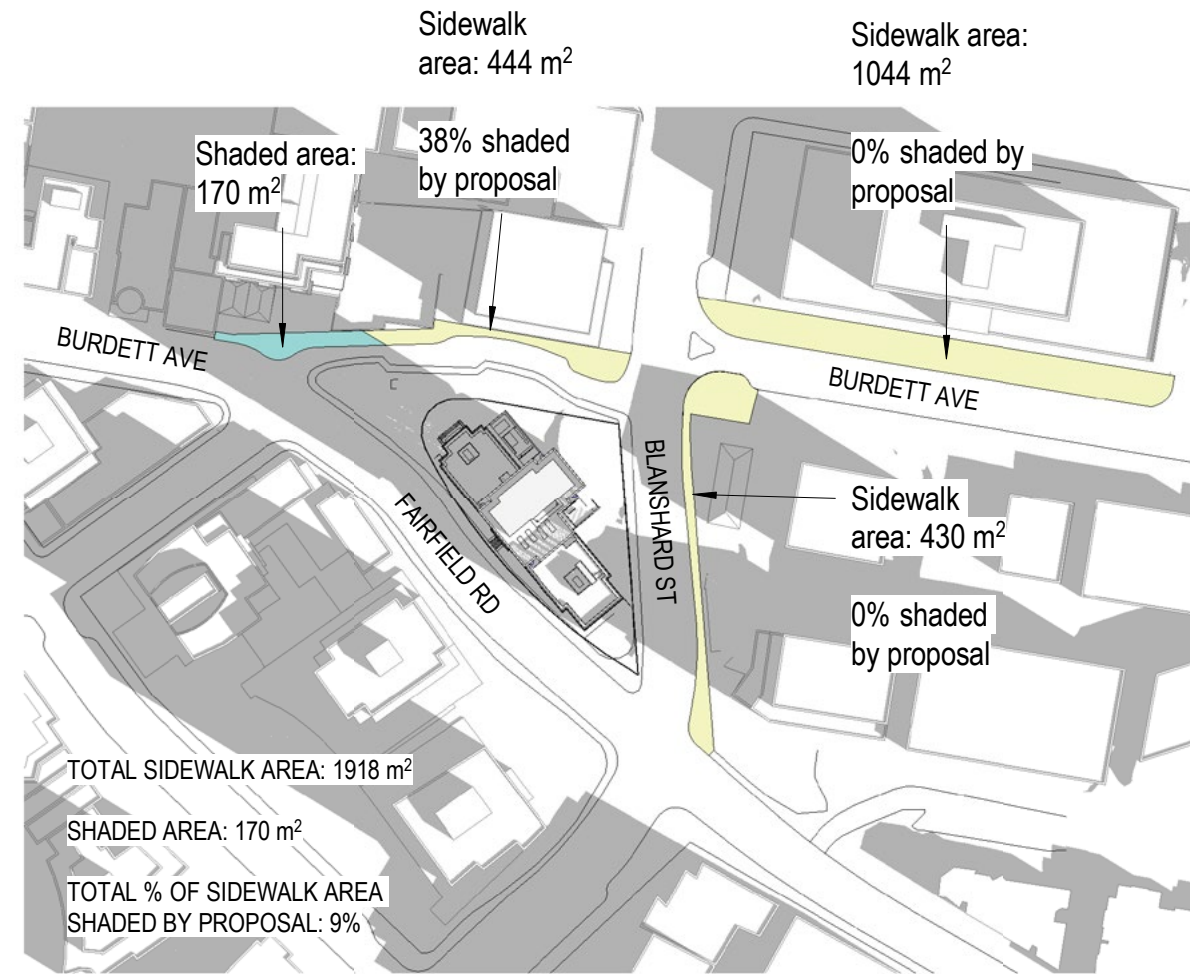 Sidewalk
area: 444 m²
Sidewalk area:
1044 m²
Shaded area:
170 m²
38% shaded
by proposal
0% shaded by
proposal
BURDETT AVE
BURDETT AVE
FAIRFIELD RD
BLANSHARD ST
Sidewalk
area: 430 m²
0% shaded
by proposal
TOTAL SIDEWALK AREA: 1918 m²
SHADED AREA: 170 m²
TOTAL % OF SIDEWALK AREA
SHADED BY PROPOSAL: 9%